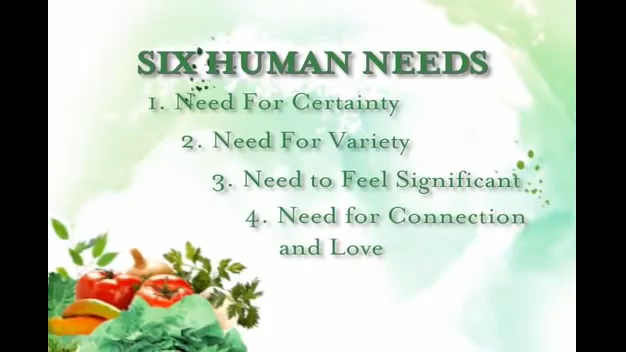 SIX HUMAN NEEDS
1. Need For Certainty
2. Need For Variety
3. Need to Feel Significant
4. Need for Connection
and Love